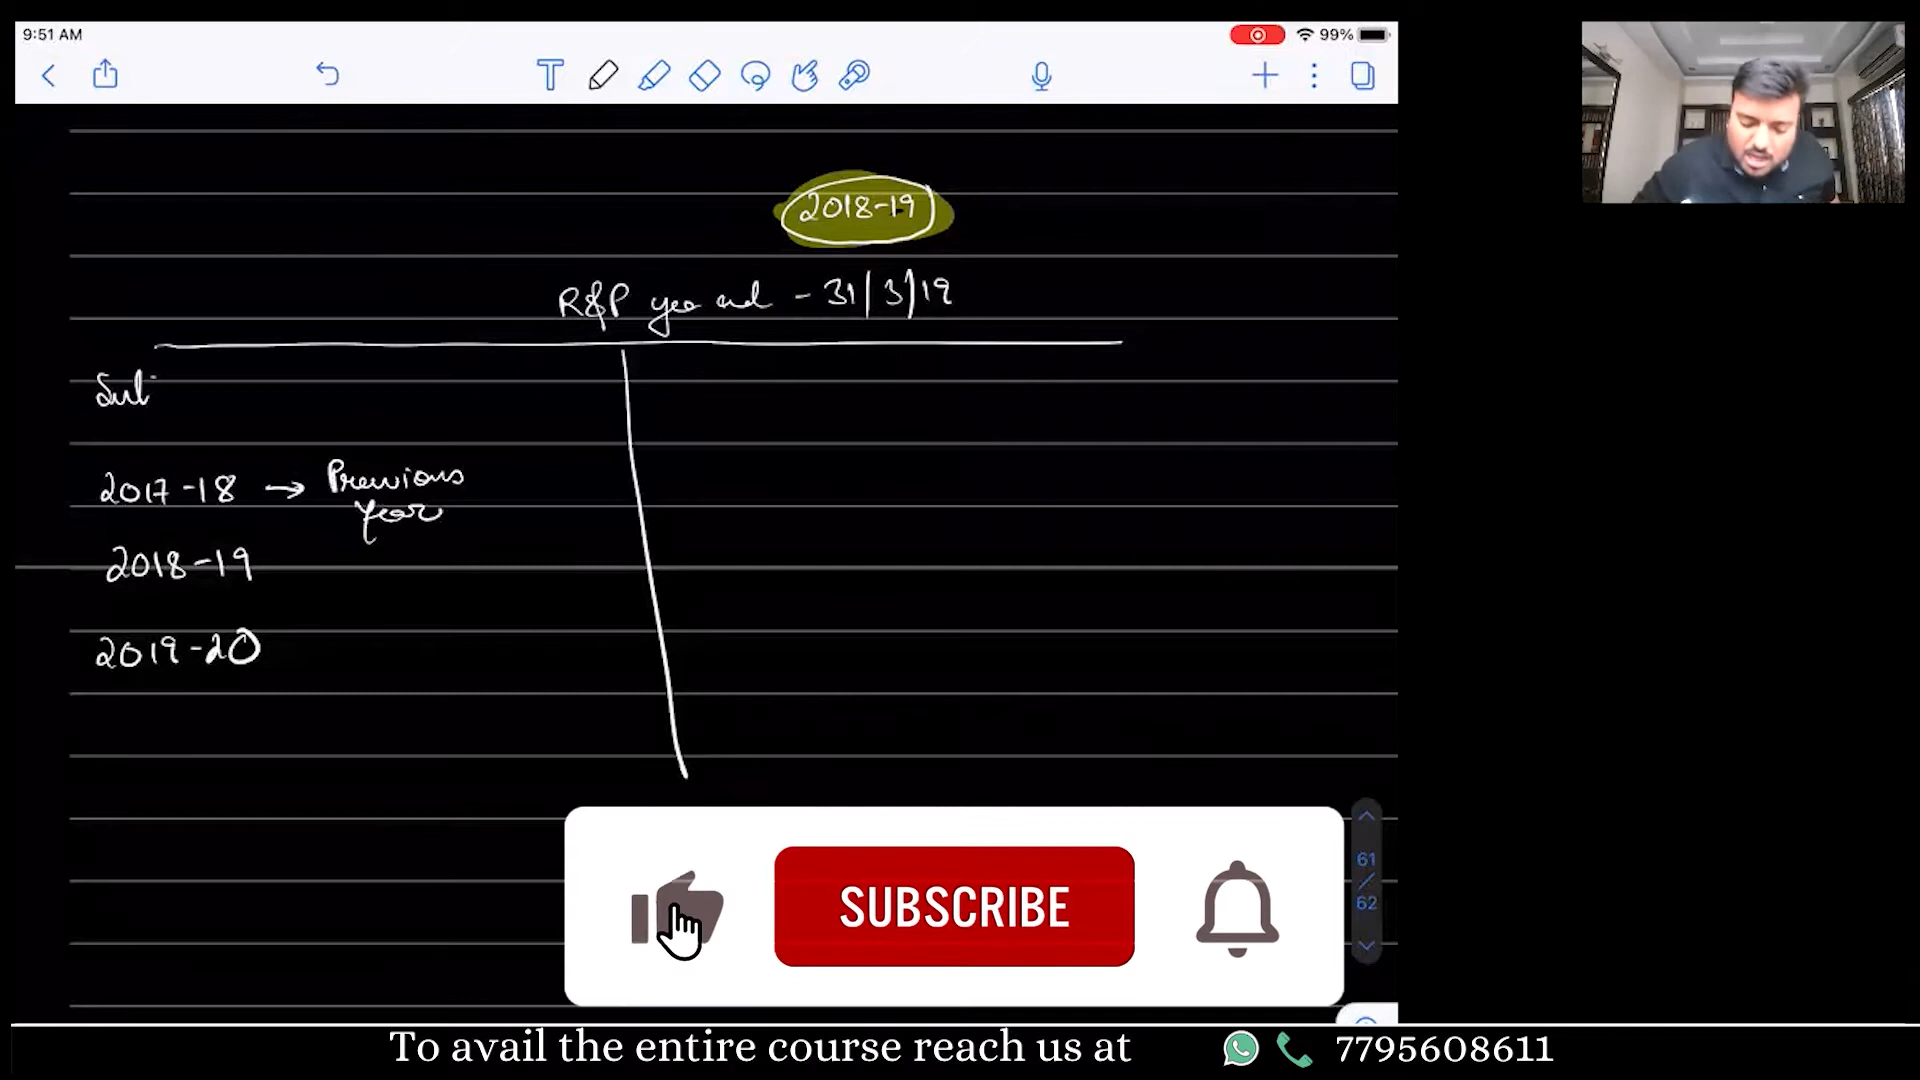 9:51 AM
99%
2018-19
R&P year end - 31/3/19
Sub
2017-18 → Previous
Year
2018-19
2019-20
61
/
62
SUBSCRIBE
To avail the entire course reach us at 7795608611